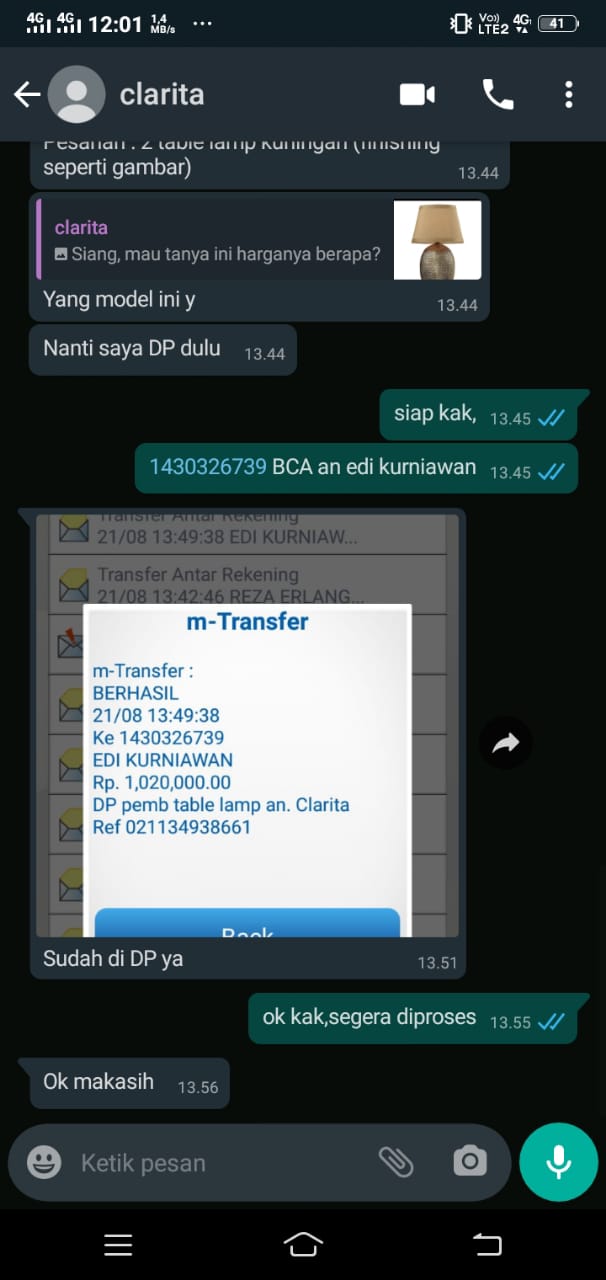 4G 4G 12:01 1,4 MB/s ... Vo)) LTE2 4G 41
clarita
Pesanan : 2 table lamp kuningan (finishing
seperti gambar) 13.44
clarita
Siang, mau tanya ini harganya berapa?
Yang model ini y 13.44
Nanti saya DP dulu 13.44
siap kak, 13.45
1430326739 BCA an edi kurniawan 13.45
Transfer Antar Rekening
21/08 13:49:38 EDI KURNIAW...
Transfer Antar Rekening
21/08 13:42:46 REZA ERLANG...
m-Transfer
m-Transfer :
BERHASIL
21/08 13:49:38
Ke 1430326739
EDI KURNIAWAN
Rp. 1,020,000.00
DP pemb table lamp an. Clarita
Ref 021134938661
Back
Sudah di DP ya 13.51
ok kak,segera diproses 13.55
Ok makasih 13.56
Ketik pesan